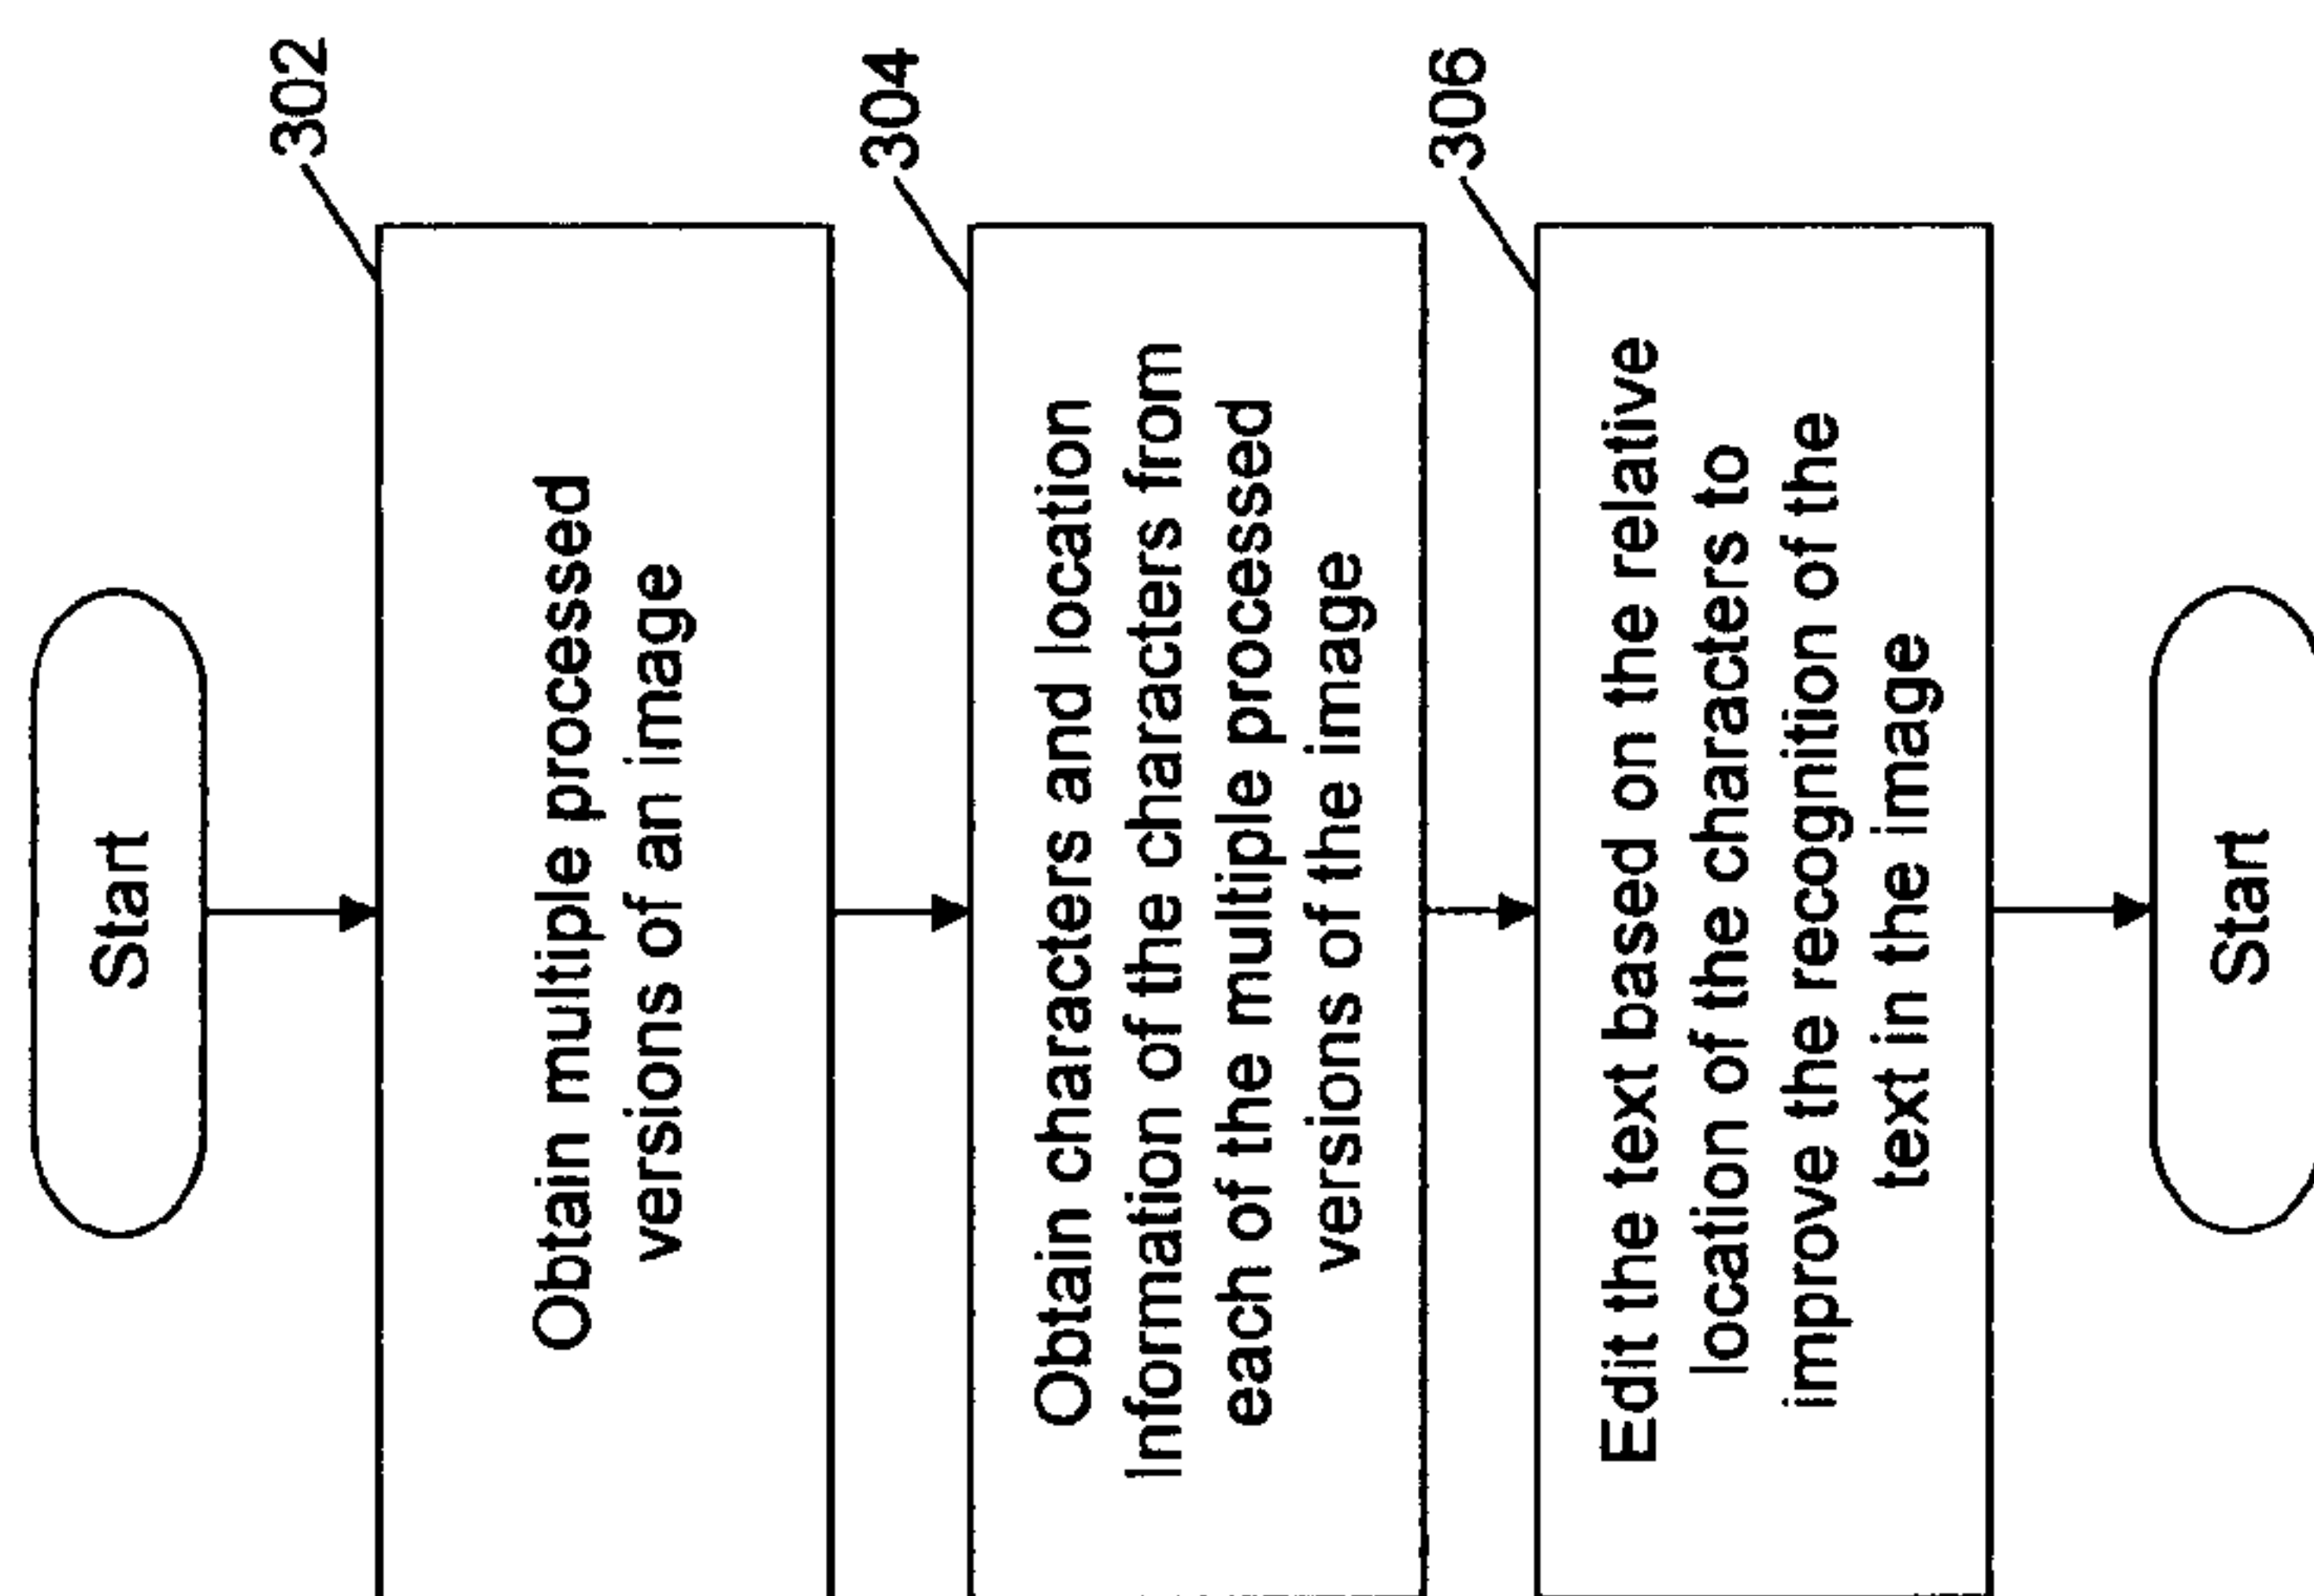 Start
302
Obtain multiple processed
versions of an image
304
Obtain characters and location
Information of the characters from
each of the multiple processed
versions of the image
306
Edit the text based on the relative
location of the characters to
improve the recognition of the
text in the image
Start